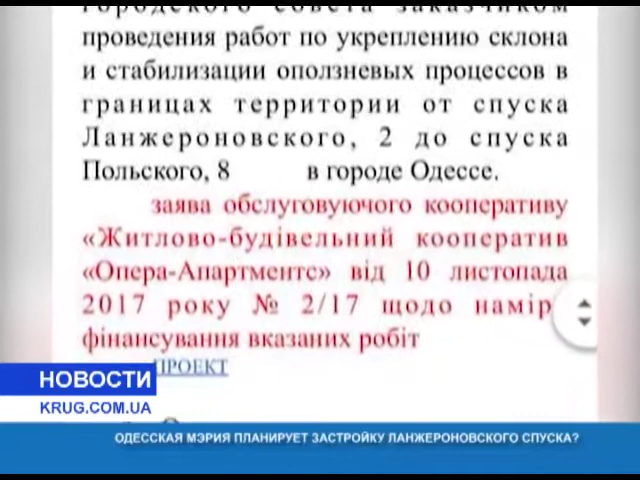 городского совета заказчиком
проведения работ по укреплению склона
и стабилизации оползневых процессов в
границах территории от спуска
Ланжероновского, 2 до спуска
Польского, 8 в городе Одессе.
заява обслуговуючого кооперативу
«Житлово-будівельний кооператив
«Опера-Апартментс» від 10 листопада
2017 року № 2/17 щодо намір
фінансування вказаних робіт
ПРОЕКТ
НОВОСТИ
KRUG.COM.UA
ОДЕССКАЯ МЭРИЯ ПЛАНИРУЕТ ЗАСТРОЙКУ ЛАНЖЕРОНОВСКОГО СПУСКА?